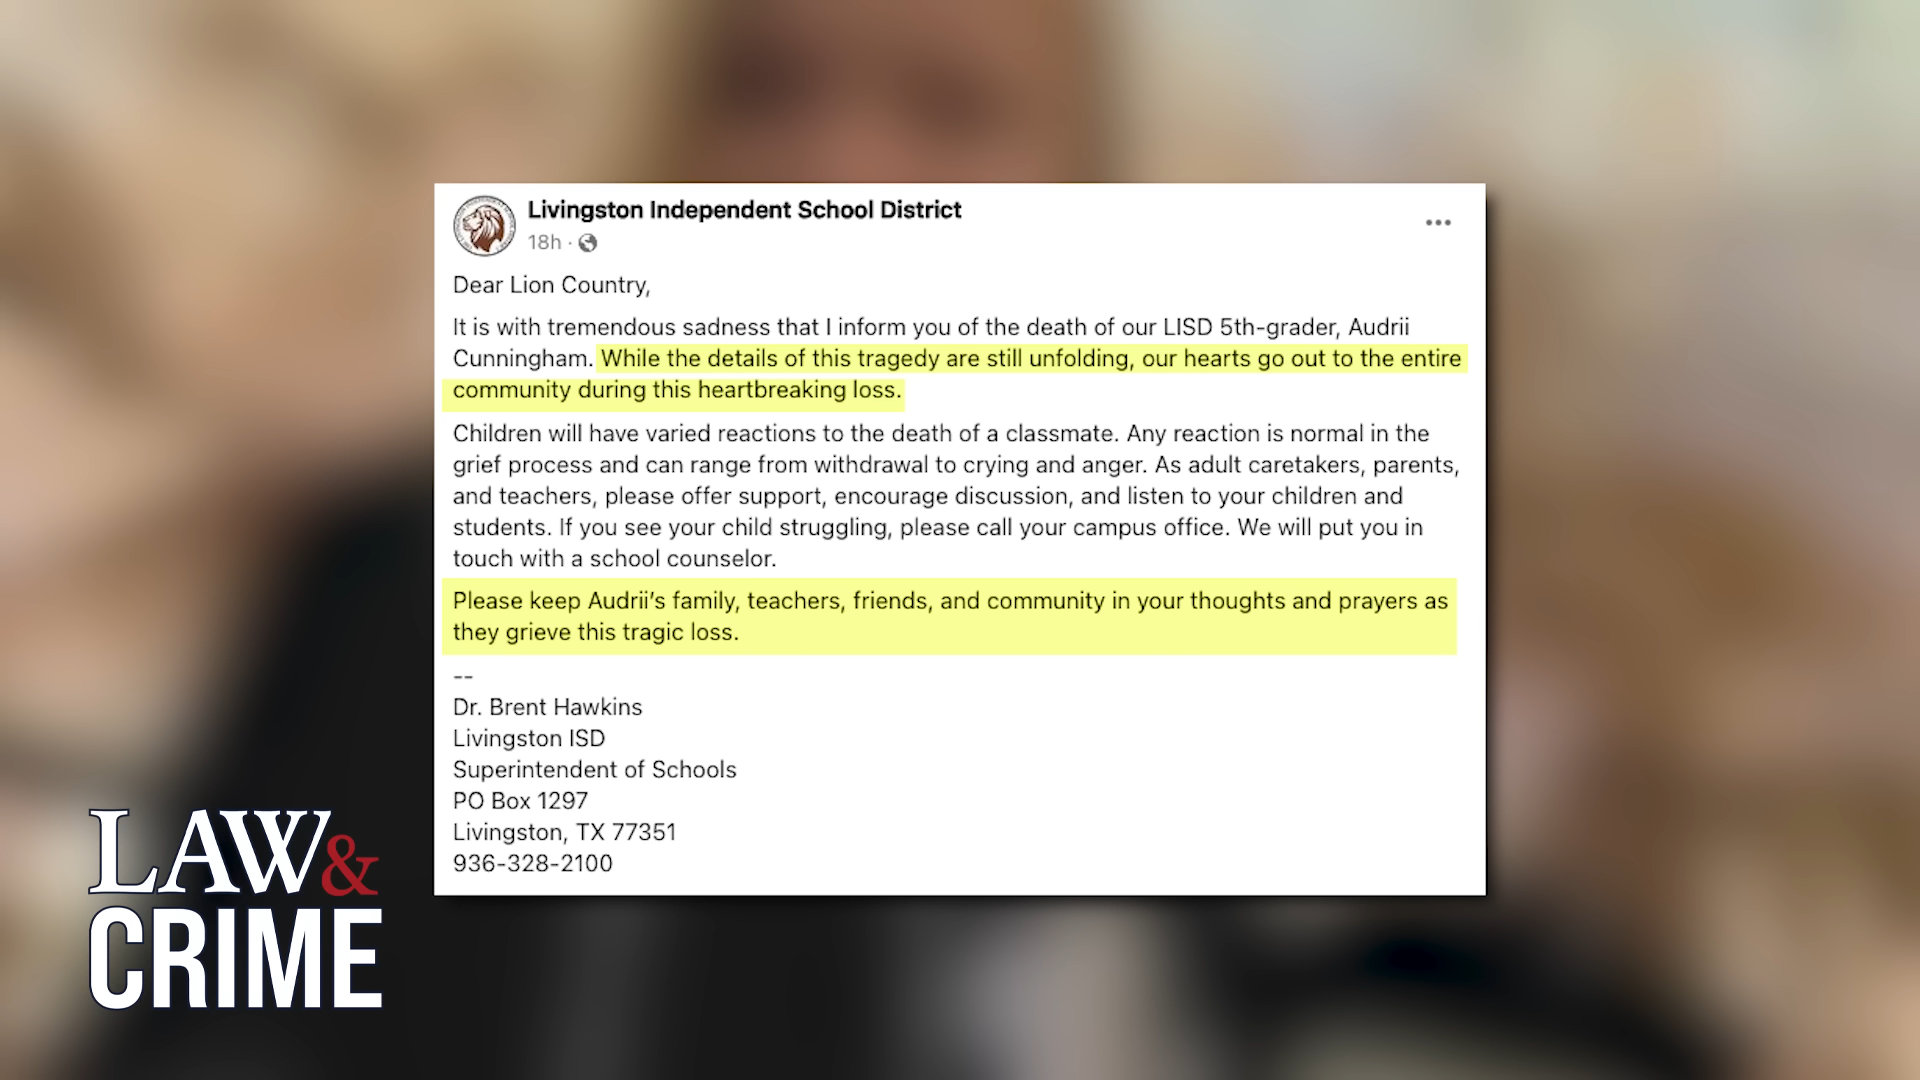 Livingston Independent School District
18h ·
Dear Lion Country,
It is with tremendous sadness that I inform you of the death of our LISD 5th-grader, Audrii
Cunningham. While the details of this tragedy are still unfolding, our hearts go out to the entire
community during this heartbreaking loss.
Children will have varied reactions to the death of a classmate. Any reaction is normal in the
grief process and can range from withdrawal to crying and anger. As adult caretakers, parents,
and teachers, please offer support, encourage discussion, and listen to your children and
students. If you see your child struggling, please call your campus office. We will put you in
touch with a school counselor.
Please keep Audrii’s family, teachers, friends, and community in your thoughts and prayers as
they grieve this tragic loss.
--
Dr. Brent Hawkins
Livingston ISD
Superintendent of Schools
PO Box 1297
Livingston, TX 77351
936-328-2100
LAW&
CRIME